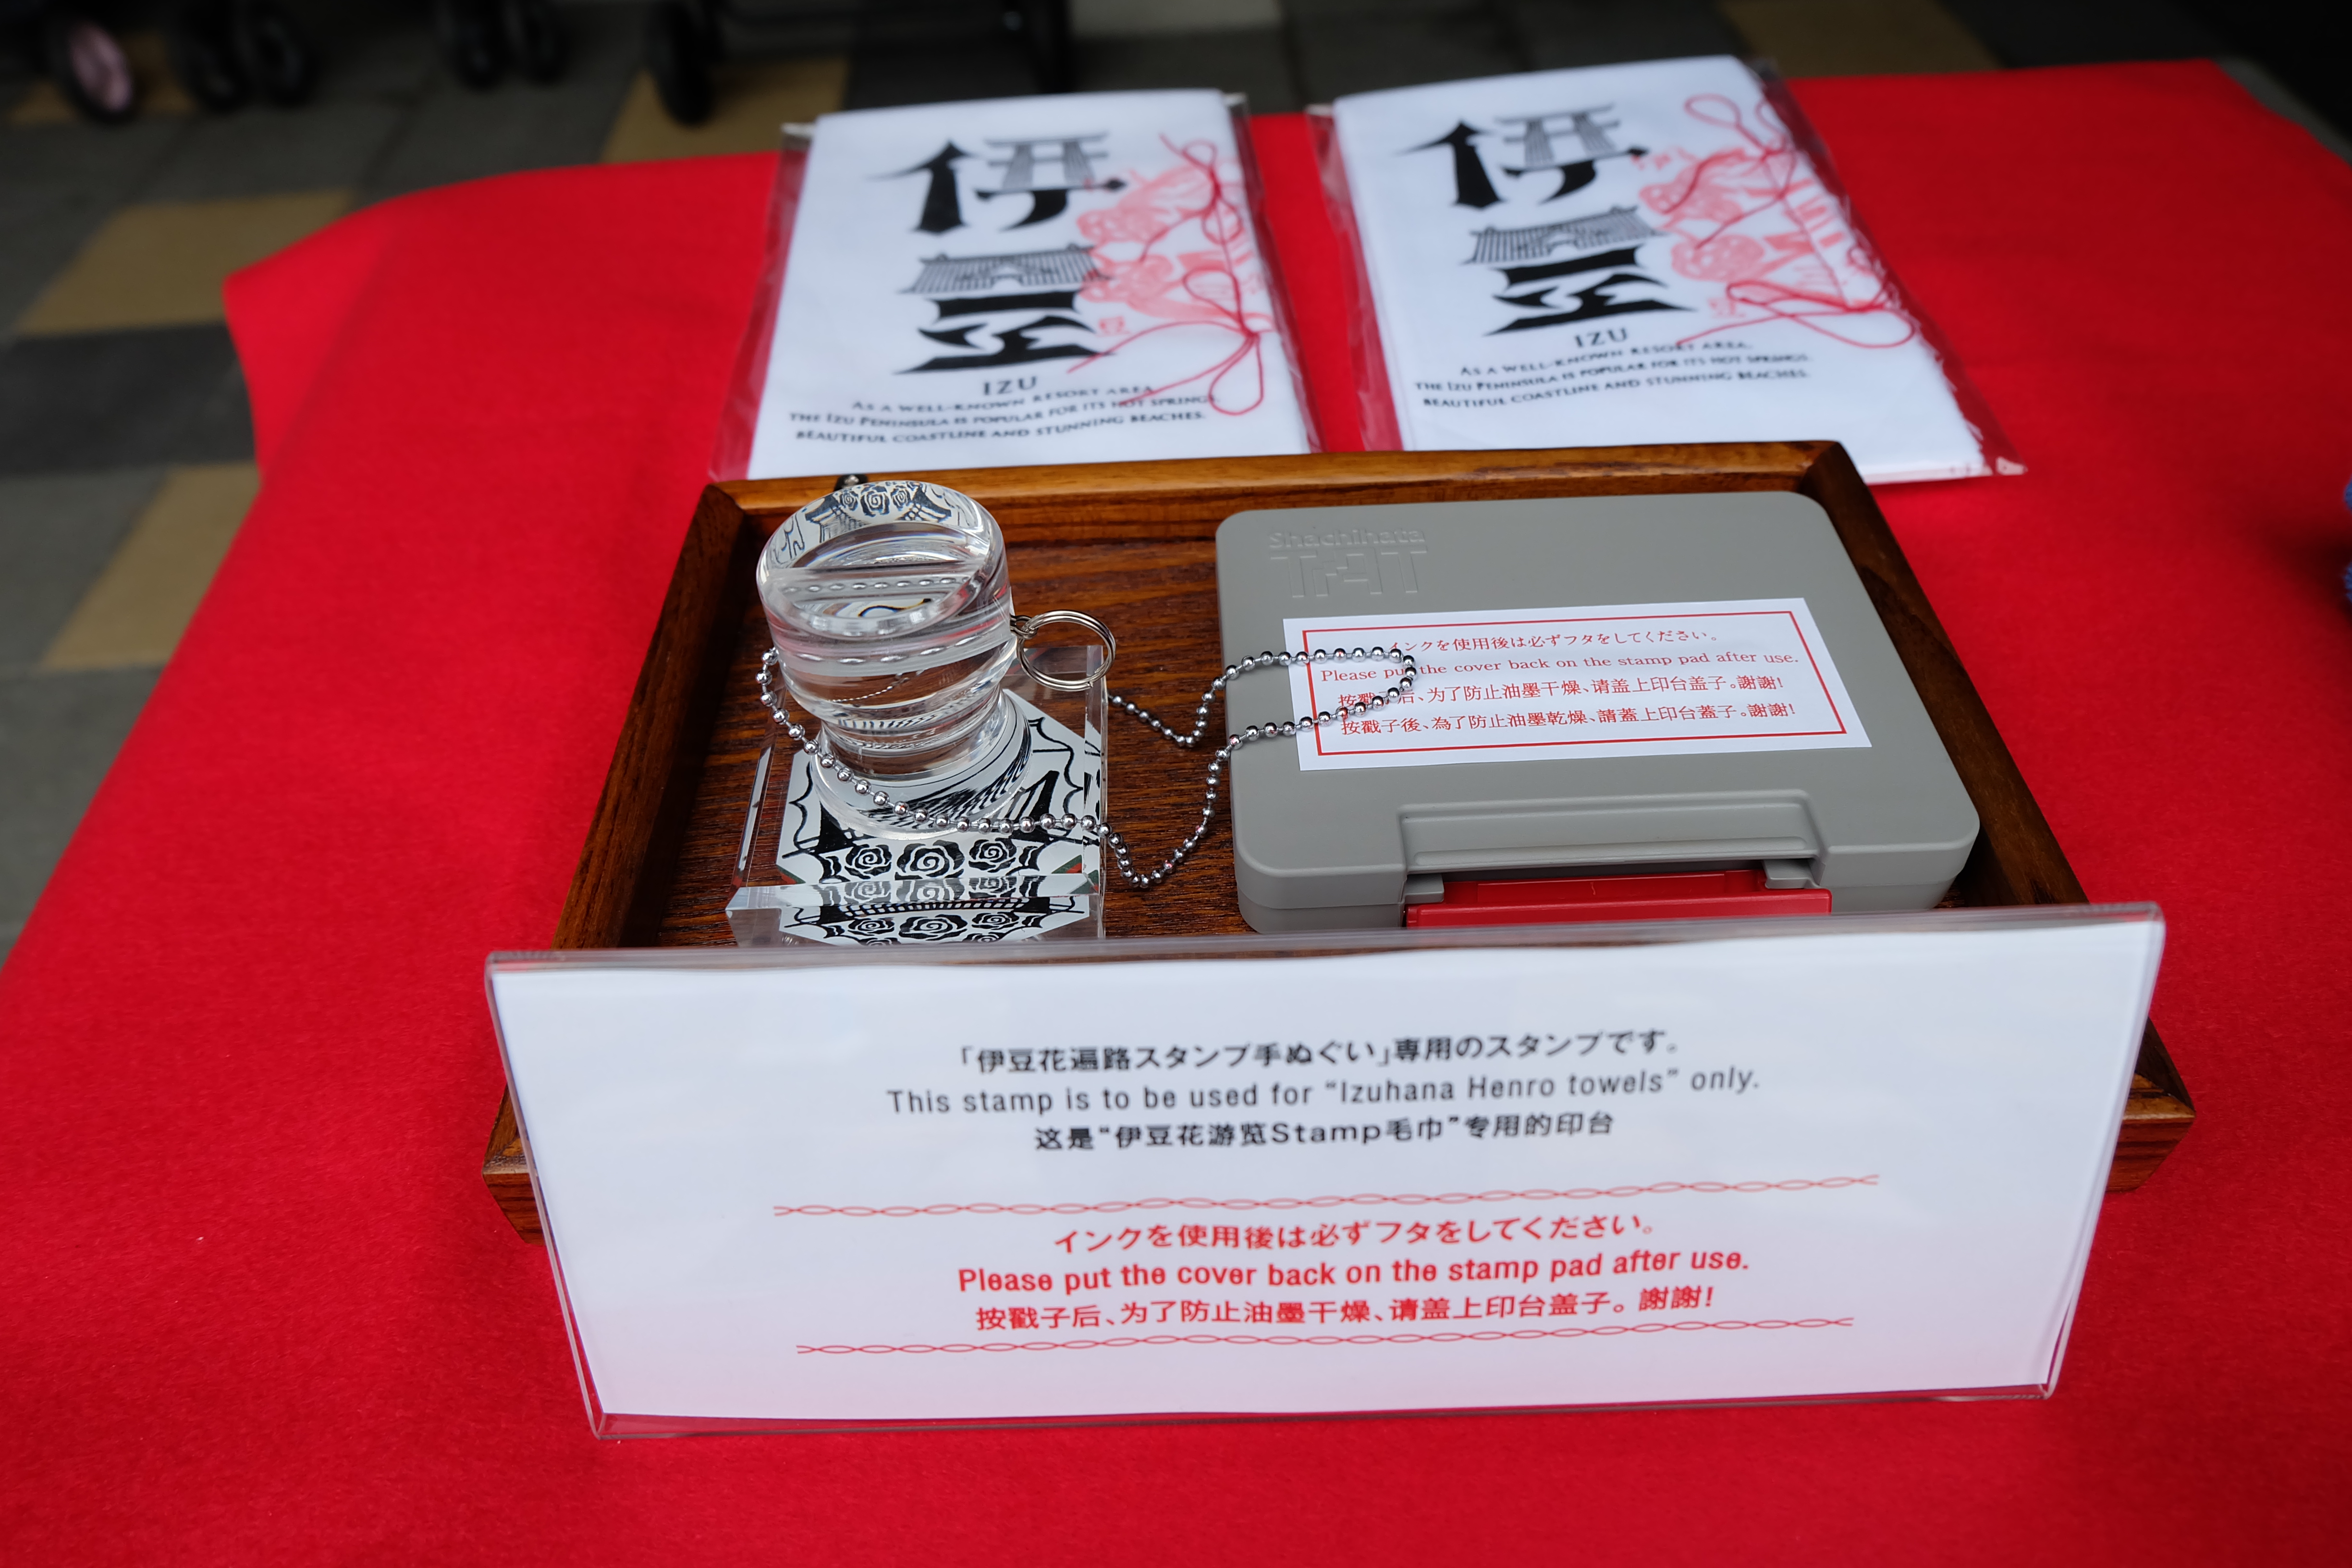 伊豆
IZU
AS A WELL-KNOWN RESORT AREA,
THE IZU PENINSULA IS POPULAR FOR ITS HOT SPRINGS,
BEAUTIFUL COASTLINE AND STUNNING BEACHES.
伊豆
IZU
AS A WELL-KNOWN RESORT AREA,
THE IZU PENINSULA IS POPULAR FOR ITS HOT SPRINGS,
BEAUTIFUL COASTLINE AND STUNNING BEACHES.
Shachihata
TAT
インクを使用後は必ずフタをしてください。
Please put the cover back on the stamp pad after use.
按戳子后、为了防止油墨干燥、请盖上印台盖子。謝謝!
按戳子後、為了防止油墨乾燥、請蓋上印台蓋子。謝謝!
「伊豆花遍路スタンプ手ぬぐい」専用のスタンプです。
This stamp is to be used for “Izuhana Henro towels” only.
这是“伊豆花游览Stamp毛巾”专用的印台
インクを使用後は必ずフタをしてください。
Please put the cover back on the stamp pad after use.
按戳子后、为了防止油墨干燥、请盖上印台盖子。謝謝!